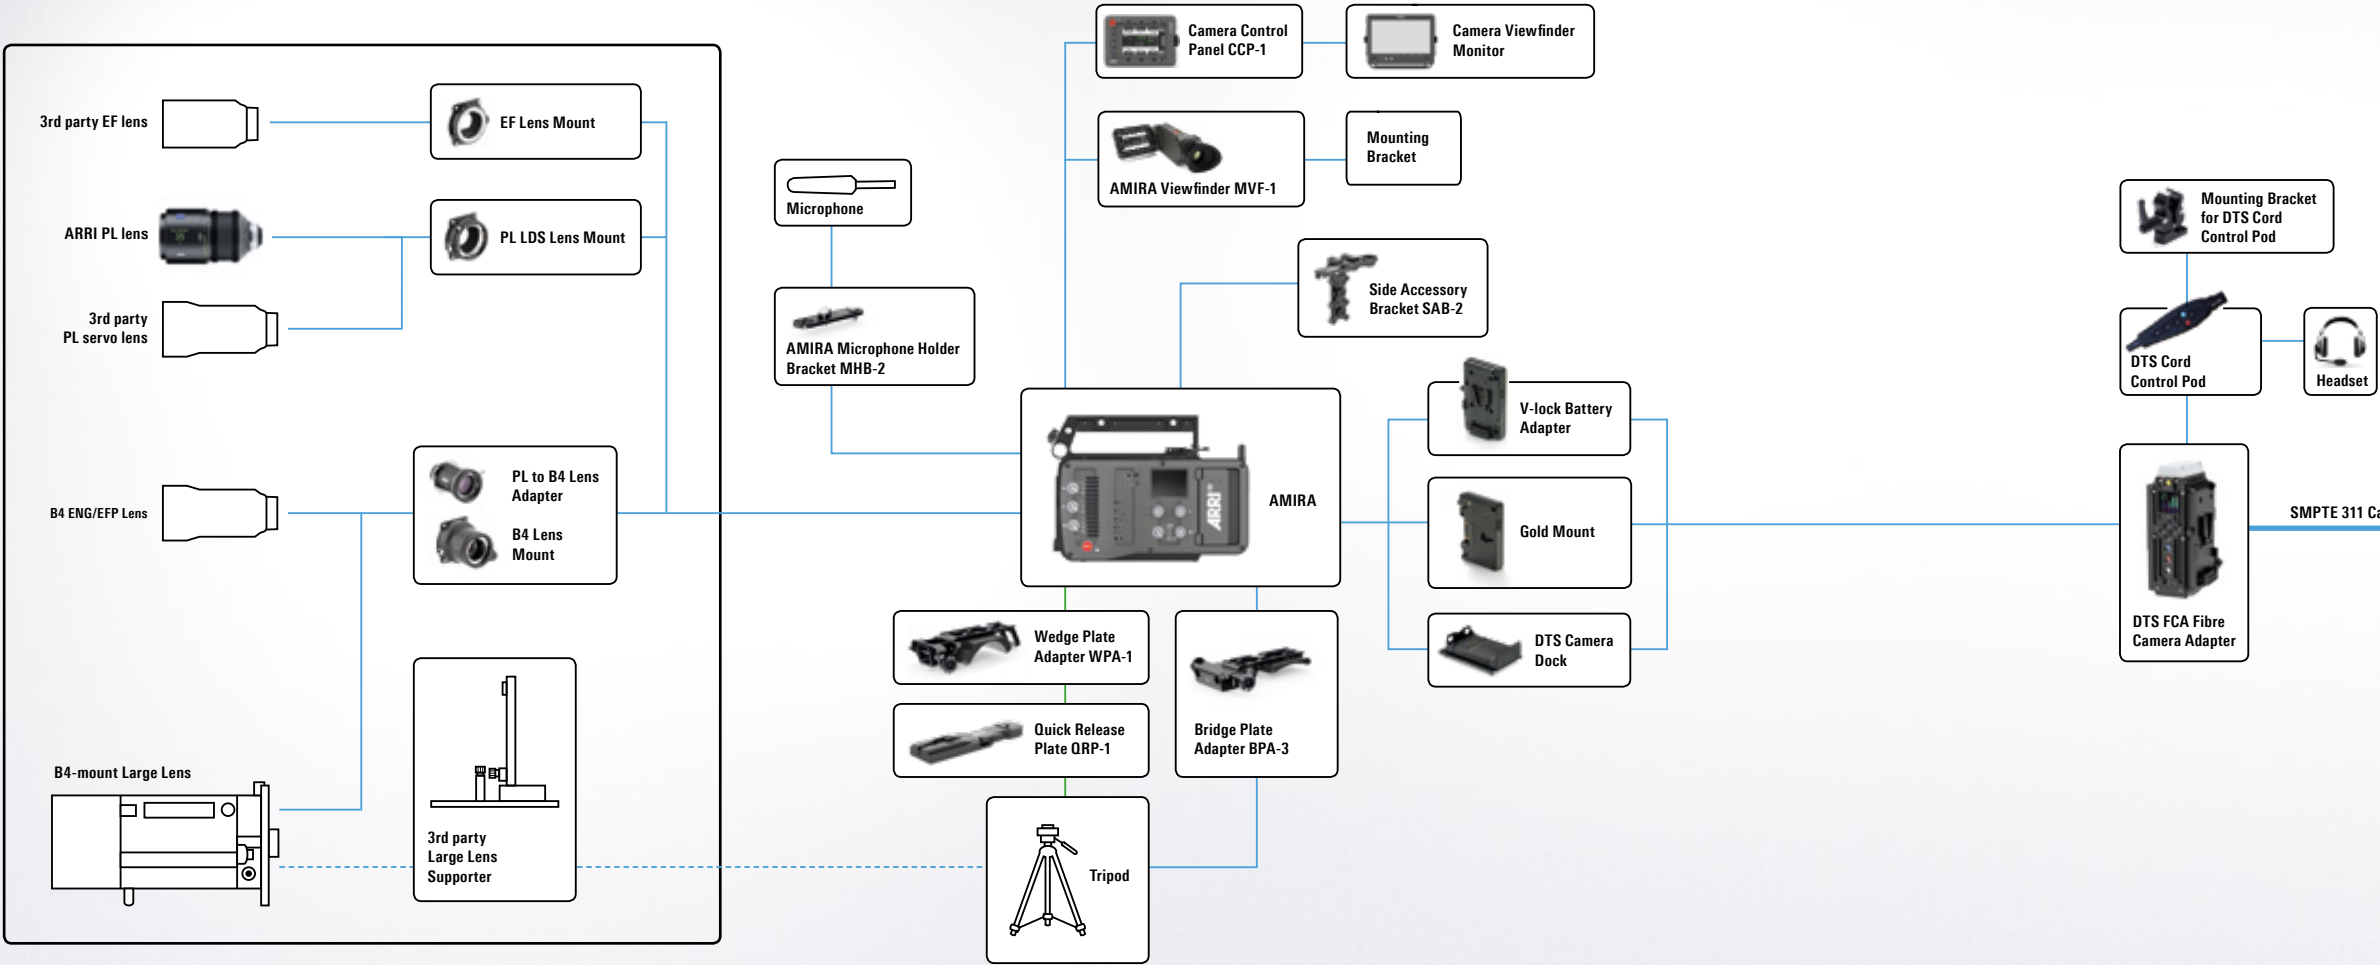 Camera Control
Panel CCP-1
Camera Viewfinder
Monitor
3rd party EF lens
EF Lens Mount
Mounting
Bracket
AMIRA Viewfinder MVF-1
Microphone
ARRI PL lens
PL LDS Lens Mount
Mounting Bracket
for DTS Cord
Control Pod
Side Accessory
Bracket SAB-2
3rd party
PL servo lens
AMIRA Microphone Holder
Bracket MHB-2
DTS Cord
Control Pod
Headset
V-lock Battery
Adapter
PL to B4 Lens
Adapter
B4 ENG/EFP Lens
B4 Lens
Mount
ARRI
AMIRA
Gold Mount
SMPTE 311 Ca
DTS FCA Fibre
Camera Adapter
Wedge Plate
Adapter WPA-1
DTS Camera
Dock
Quick Release
Plate QRP-1
Bridge Plate
Adapter BPA-3
B4-mount Large Lens
3rd party
Large Lens
Supporter
Tripod